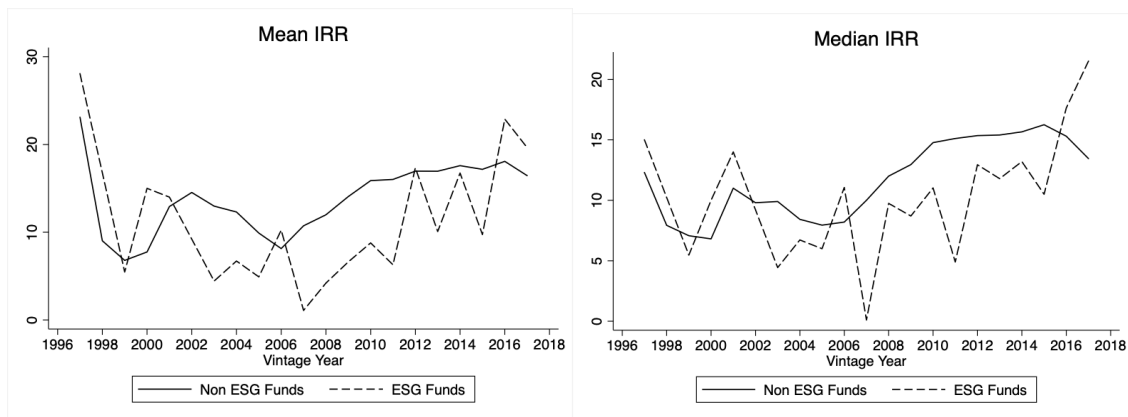 Mean IRR
30
20
10
0
1996 1998 2000 2002 2004 2006 2008 2010 2012 2014 2016 2018
Vintage Year
Non ESG Funds ESG Funds
Median IRR
20
15
10
5
0
1996 1998 2000 2002 2004 2006 2008 2010 2012 2014 2016 2018
Vintage Year
Non ESG Funds ESG Funds